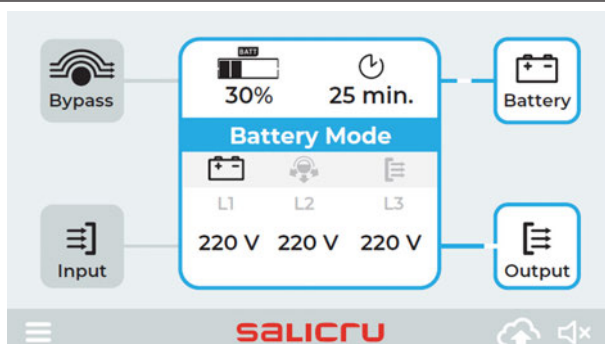 BATT
30%
25 min.
Bypass
Battery
Battery Mode
L1 L2 L3
220 V 220 V 220 V
Input
Output
salicru